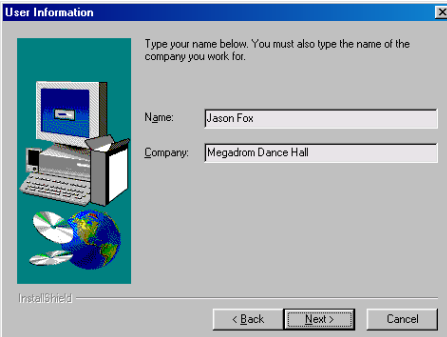 User Information
Type your name below. You must also type the name of the
company you work for.
Name: Jason Fox
Company: Megadrom Dance Hall
InstallShield
< Back Next > Cancel